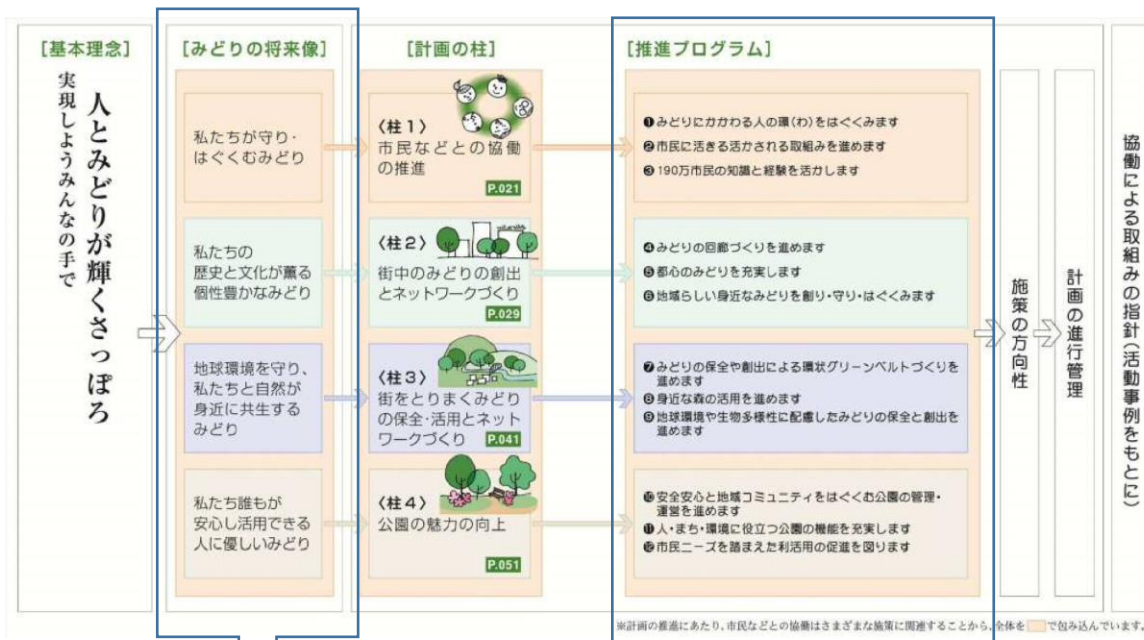 [基本理念]
人とみどりが輝くさっぽろ
実現しようみんなの手で
[みどりの将来像]
私たちが守り・
はぐくむみどり
私たちの
歴史と文化が薫る
個性豊かなみどり
地球環境を守り、
私たちと自然が
身近に共生する
みどり
私たち誰もが
安心し活用できる
人に優しいみどり
[計画の柱]
〈柱1〉
市民などとの協働
の推進
P.021
〈柱2〉
街中のみどりの創出
とネットワークづくり
P.029
〈柱3〉
街をとりまくみどり
の保全・活用とネット
ワークづくり
P.041
〈柱4〉
公園の魅力の向上
P.051
[推進プログラム]
❶みどりにかかわる人の環(わ)をはぐくみます
❷市民に活きる活かされる取組みを進めます
❸190万市民の知識と経験を活かします
❹みどりの回廊づくりを進めます
❺都心のみどりを充実します
❻地域らしい身近なみどりを創り・守り・はぐくみます
❼みどりの保全や創出による環状グリーンベルトづくりを
進めます
❽身近な森の活用を進めます
❾地球環境や生物多様性に配慮したみどりの保全と創出を
進めます
❿安全安心と地域コミュニティをはぐくむ公園の管理・
運営を進めます
⓫人・まち・環境に役立つ公園の機能を充実します
⓬市民ニーズを踏まえた利活用の促進を図ります
施策の方向性
計画の進行管理
協働による取組みの指針(活動事例をもとに)
※計画の推進にあたり、市民などとの協働はさまざまな施策に関連することから、全体を で包み込んでいます。